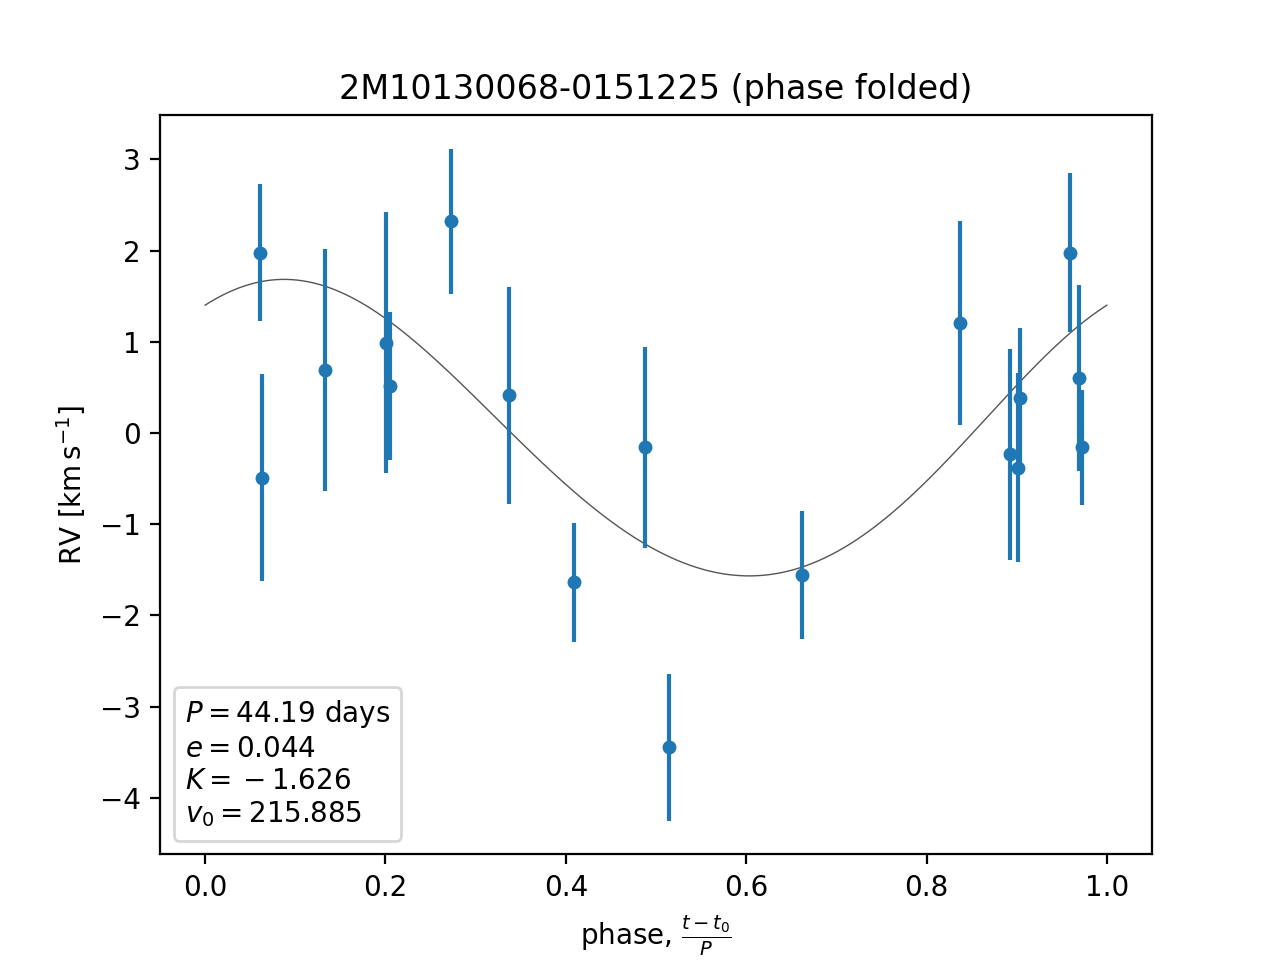 2M10130068-0151225 (phase folded)
3
2
1
0
−1
−2
−3
−4
RV [km s⁻¹]
P = 44.19 days
e = 0.044
K = −1.626
v₀ = 215.885
0.0 0.2 0.4 0.6 0.8 1.0
phase, (t − t₀)/P